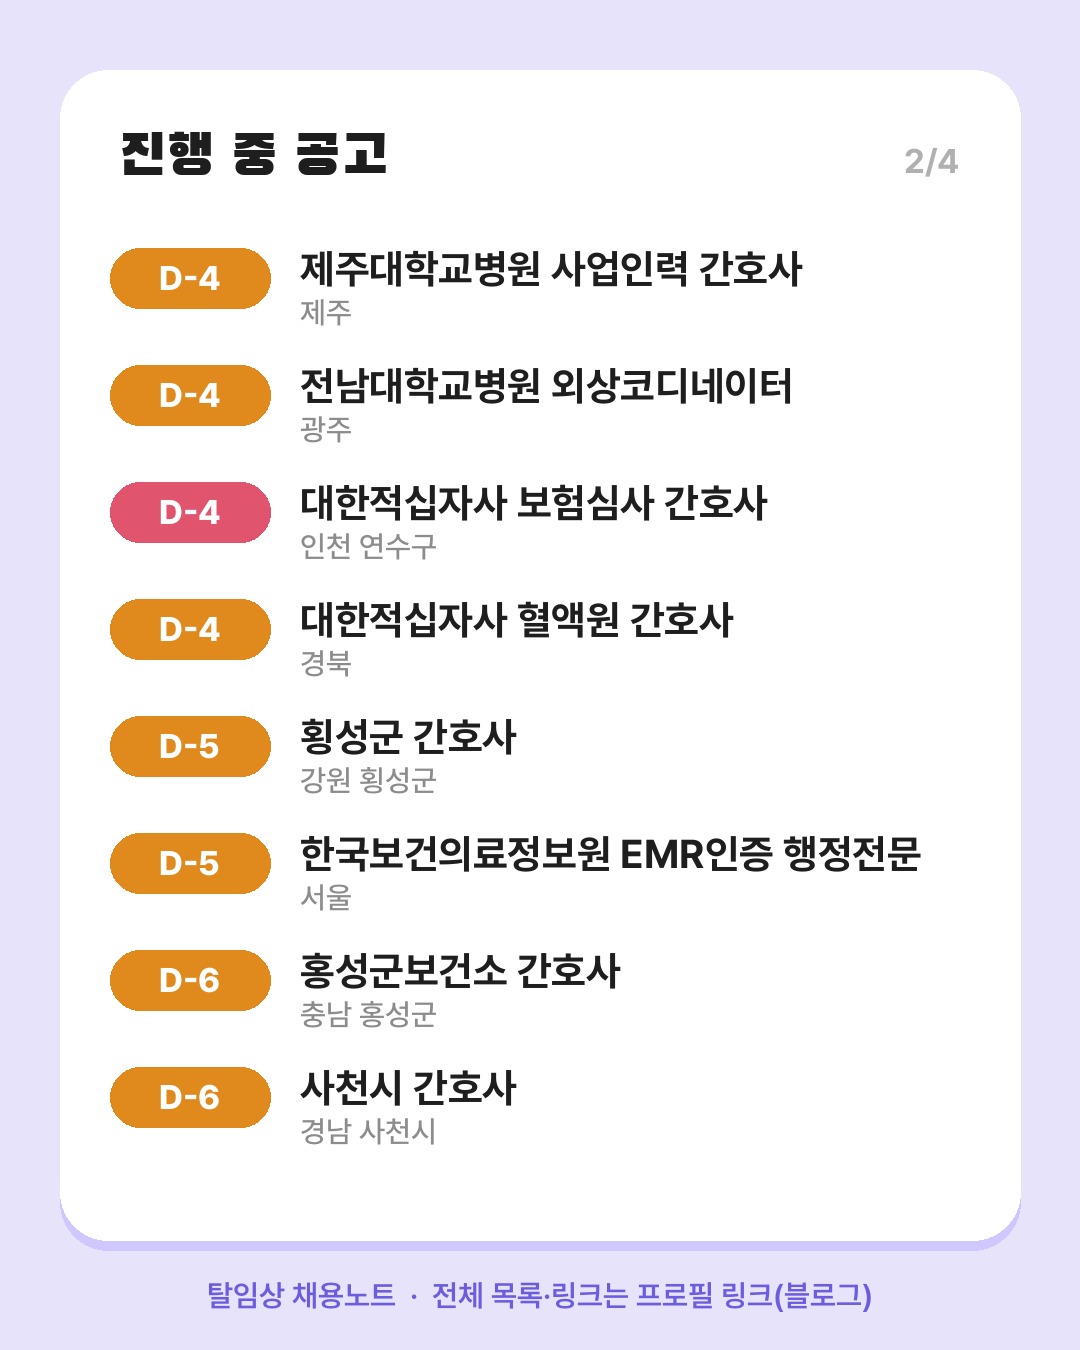 진행 중 공고
2/4
D-4
제주대학교병원 사업인력 간호사
제주
D-4
전남대학교병원 외상코디네이터
광주
D-4
대한적십자사 보험심사 간호사
인천 연수구
D-4
대한적십자사 혈액원 간호사
경북
D-5
횡성군 간호사
강원 횡성군
D-5
한국보건의료정보원 EMR인증 행정전문
서울
D-6
홍성군보건소 간호사
충남 홍성군
D-6
사천시 간호사
경남 사천시
탈임상 채용노트 · 전체 목록·링크는 프로필 링크(블로그)